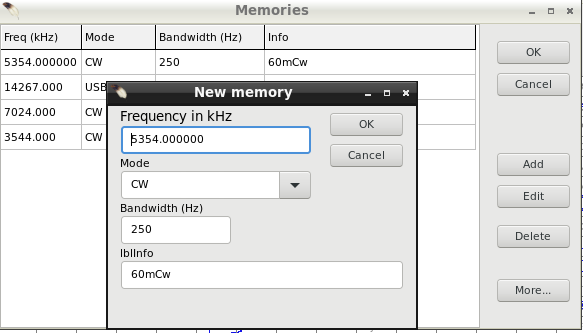 Memories
Freq (kHz) Mode Bandwidth (Hz) Info
5354.000000 CW 250 60mCw
14267.000 USB
7024.000 CW
3544.000 CW
OK
Cancel
Add
Edit
Delete
More...
New memory
Frequency in kHz
5354.000000
Mode
CW
Bandwidth (Hz)
250
lblInfo
60mCw
OK
Cancel